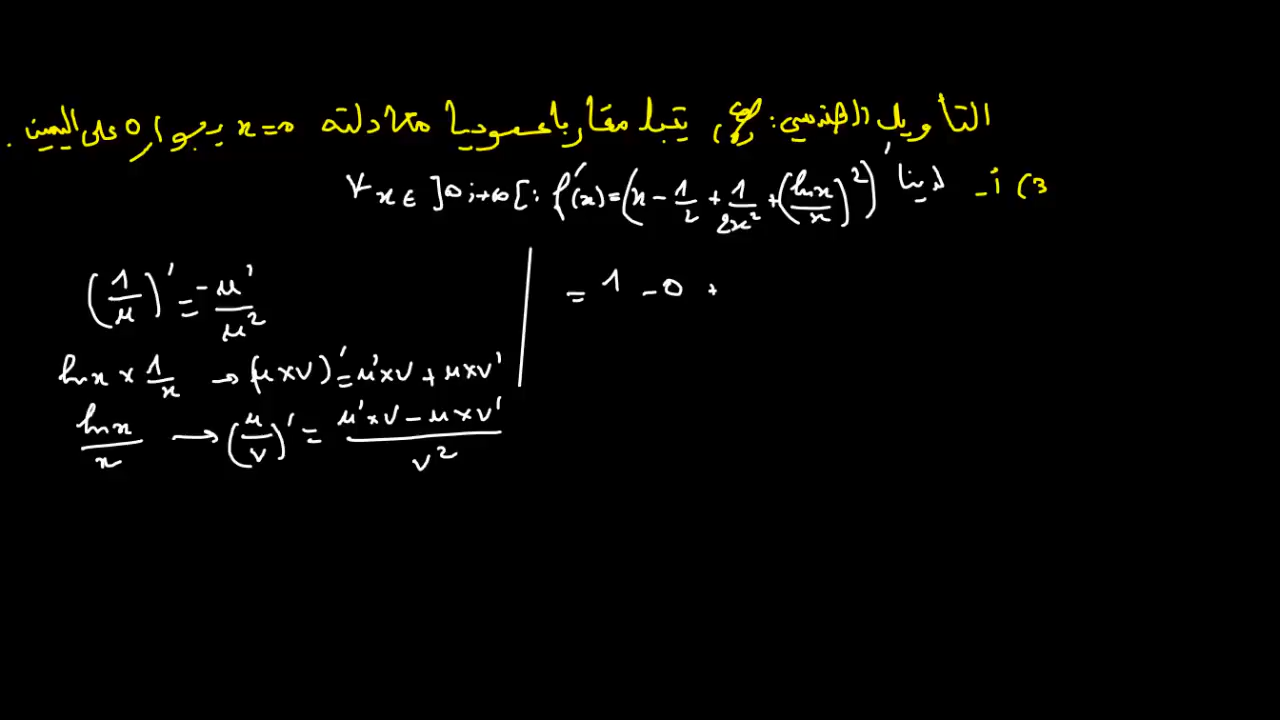 التأويل الهندسي: (Cf) يقبل مقاربا عموديا معادلته x=0 بجوار 0 على اليمين.
3) أ- لدينا ∀x∈]0;+∞[: f'(x)=(x-1/2+1/(2x²)+(lnx/x)²)'
=1-0+
(1/u)'=-u'/u²
lnx×1/x→(u×v)'=u'×v+u×v'
lnx/x→(u/v)'=(u'×v-u×v')/v²